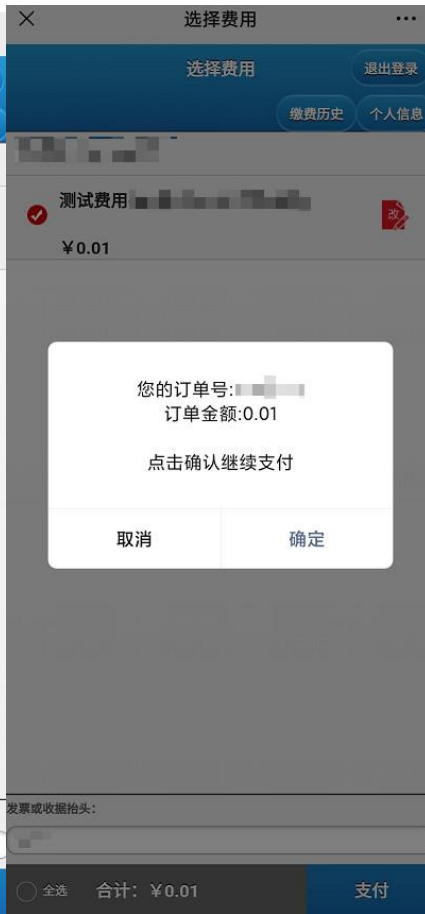 选择费用
选择费用
退出登录
缴费历史
个人信息
测试费用
改
￥0.01
您的订单号:
订单金额:0.01
点击确认继续支付
取消
确定
发票或收据抬头:
全选
合计: ￥0.01
支付